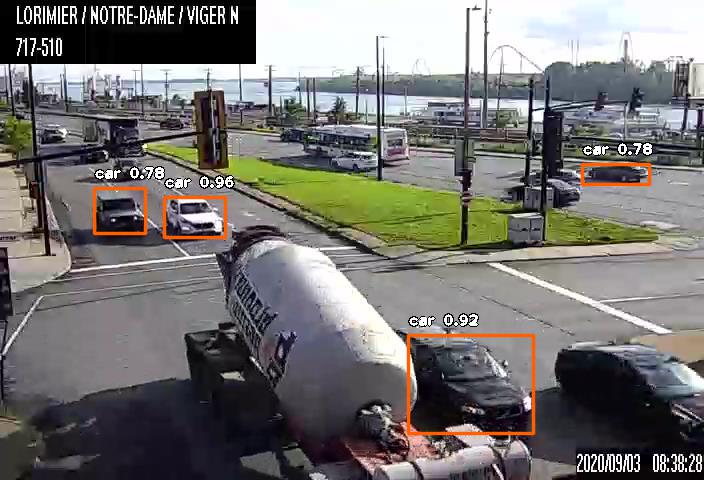 LORIMIER / NOTRE-DAME / VIGER N
717-510
car 0.78
car 0.78
car 0.96
car 0.92
2020/09/03 08:38:28